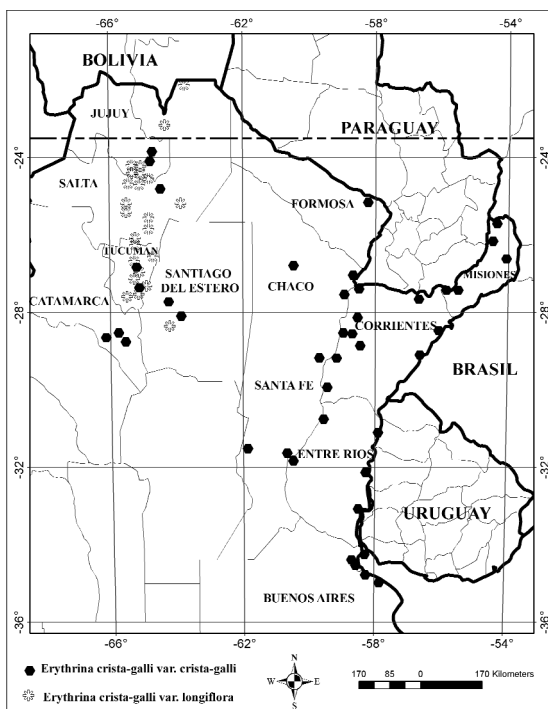 -66° -62° -58° -54°
BOLIVIA
JUJUY
PARAGUAY
-24° -24°
SALTA
FORMOSA
TUCUMAN
SANTIAGO
DEL ESTERO
CHACO
MISIONES
CATAMARCA
-28° -28°
CORRIENTES
BRASIL
SANTA FE
ENTRE RIOS
-32° -32°
URUGUAY
BUENOS AIRES
-36° -36°
-66° -62° -58° -54°
Erythrina crista-galli var. crista-galli
Erythrina crista-galli var. longiflora
N
W E
S
170 85 0 170 Kilometers